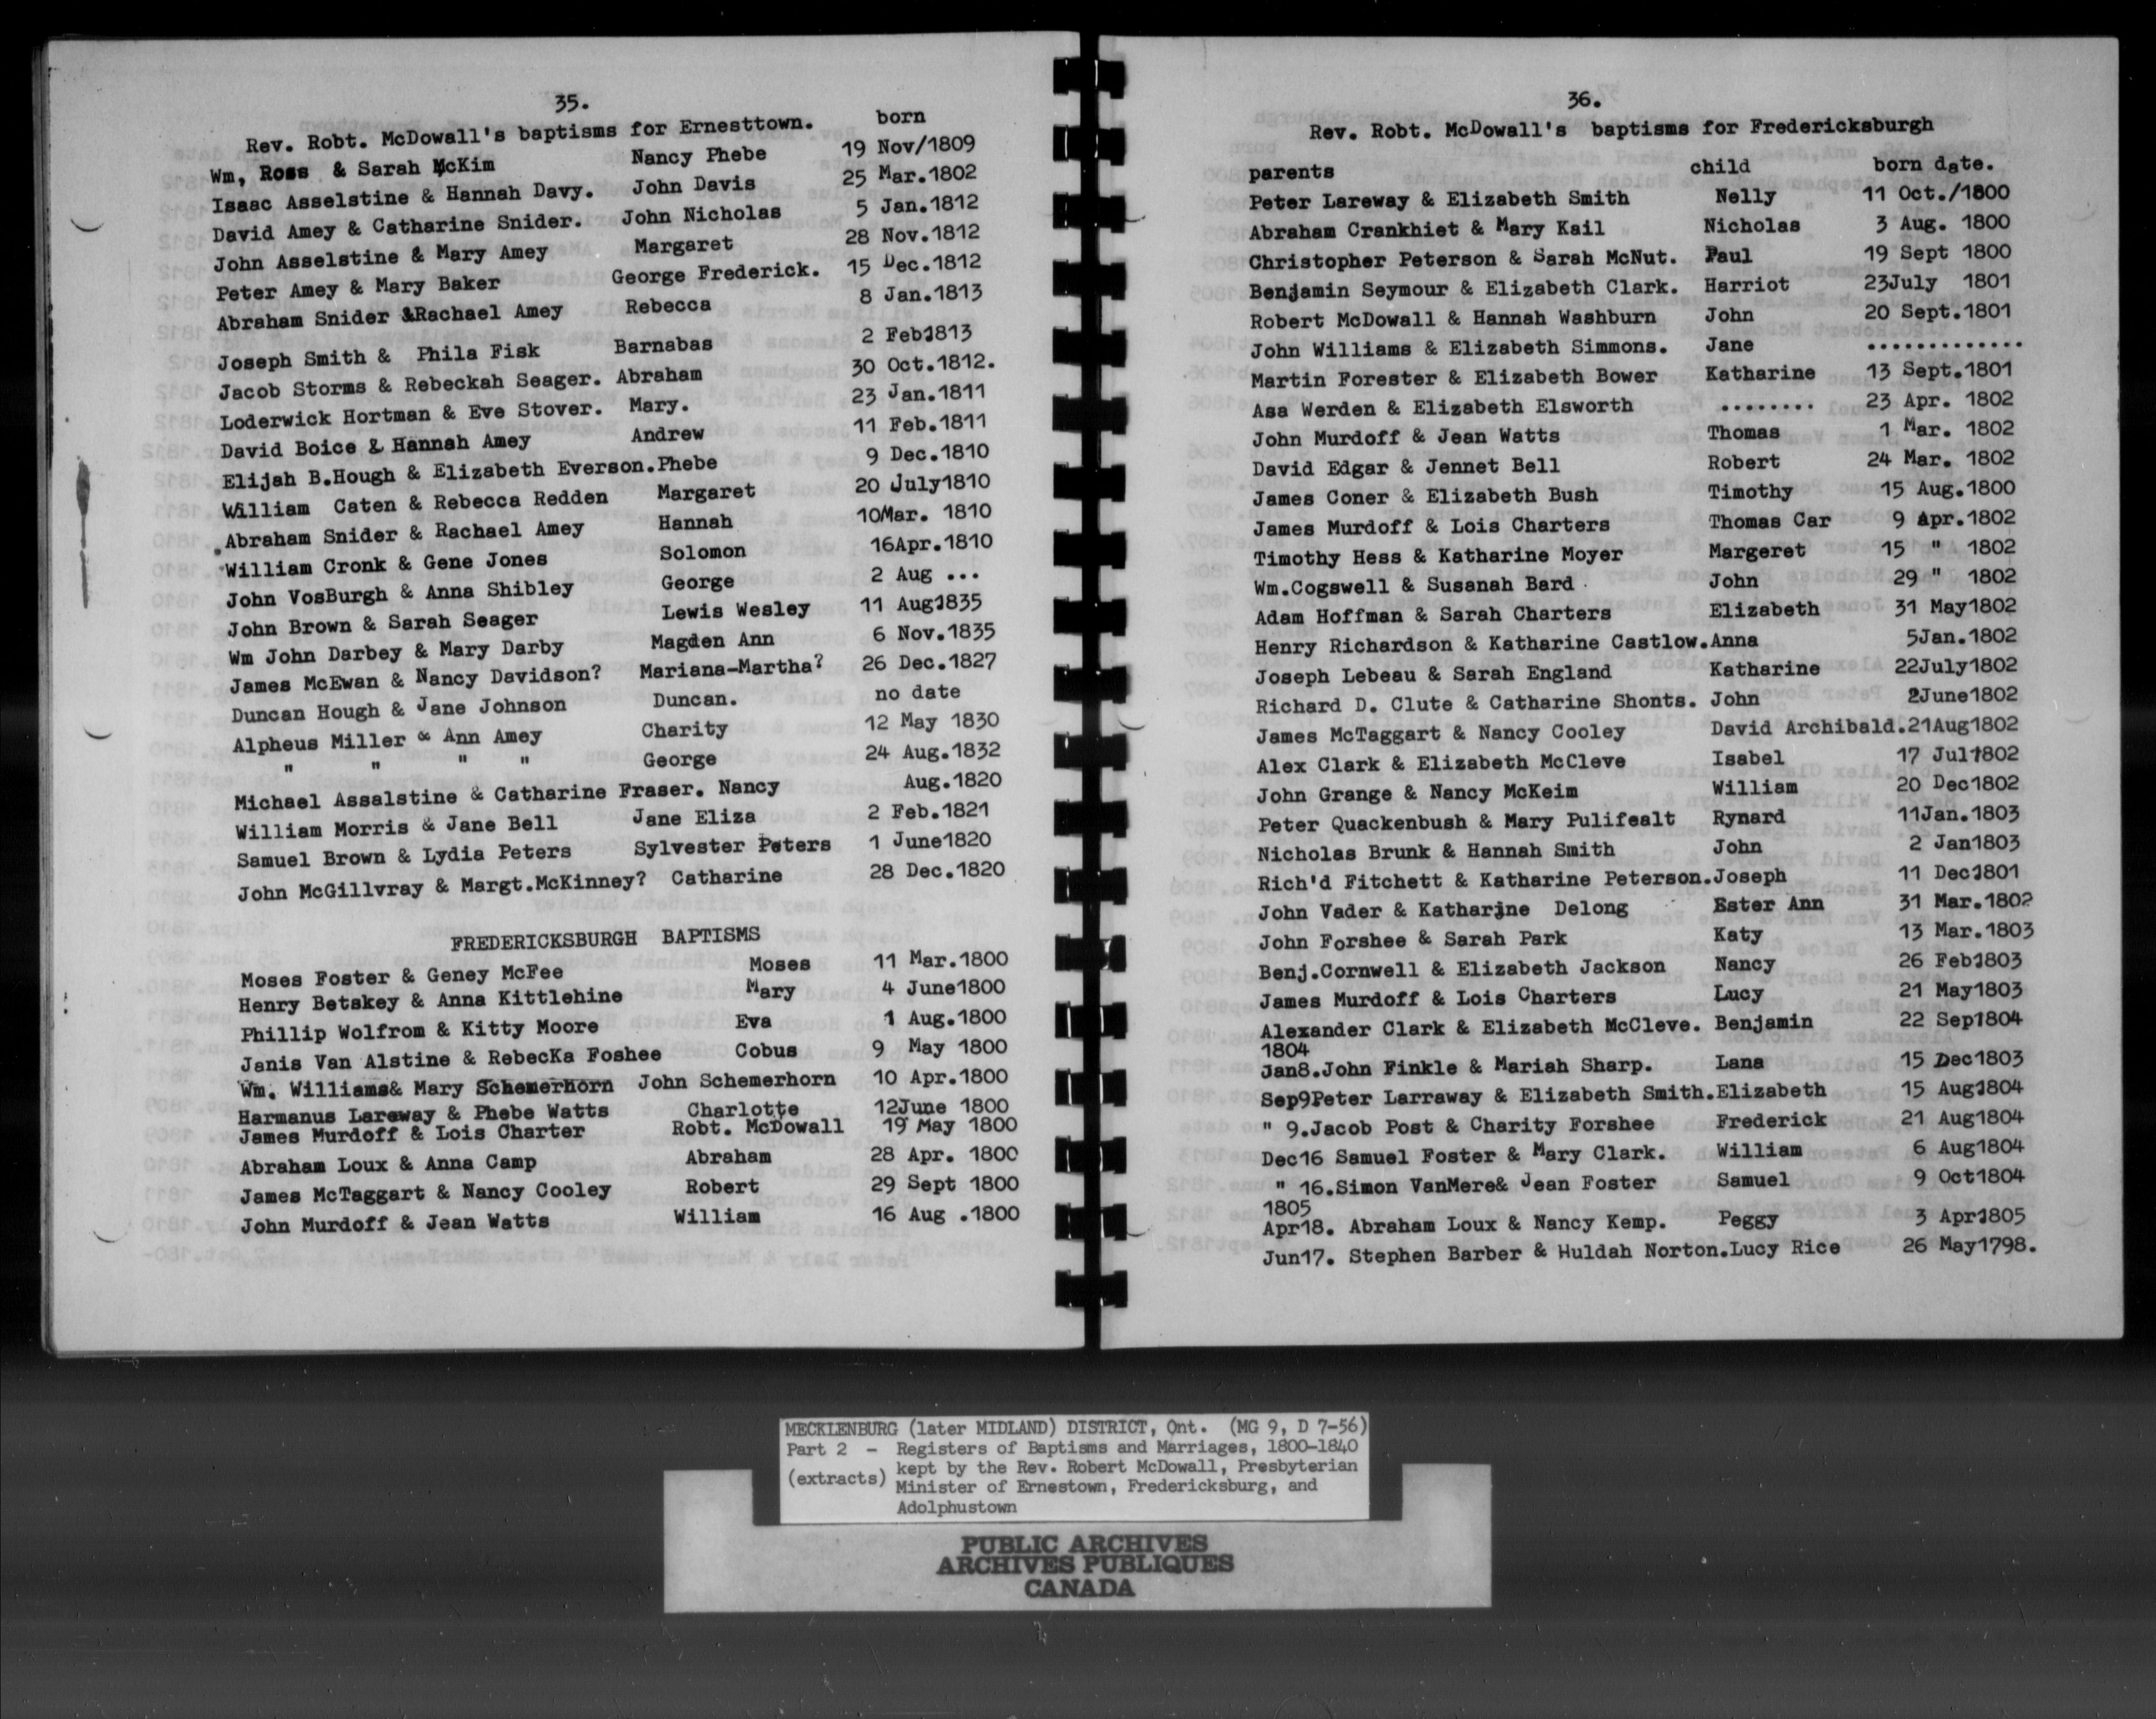 35.
Rev. Robt. McDowall's baptisms for Ernesttown. born
Wm, Ross & Sarah McKim Nancy Phebe 19 Nov/1809
Isaac Asselstine & Hannah Davy. John Davis 25 Mar.1802
David Amey & Catharine Snider. John Nicholas 5 Jan.1812
John Asselstine & Mary Amey Margaret 28 Nov.1812
Peter Amey & Mary Baker George Frederick. 15 Dec.1812
Abraham Snider &Rachael Amey Rebecca 8 Jan.1813
Joseph Smith & Phila Fisk Barnabas 2 Feb1813
Jacob Storms & Rebeckah Seager. Abraham 30 Oct.1812.
Loderwick Hortman & Eve Stover. Mary. 23 Jan.1811
David Boice & Hannah Amey Andrew 11 Feb.1811
Elijah B.Hough & Elizabeth Everson.Phebe 9 Dec.1810
William Caten & Rebecca Redden Margaret 20 July1810
Abraham Snider & Rachael Amey Hannah 10Mar. 1810
William Cronk & Gene Jones Solomon 16Apr.1810
John VosBurgh & Anna Shibley George 2 Aug ...
John Brown & Sarah Seager Lewis Wesley 11 Aug1835
Wm John Darbey & Mary Darby Magden Ann 6 Nov.1835
James McEwan & Nancy Davidson? Mariana-Martha? 26 Dec.1827
Duncan Hough & Jane Johnson Duncan. no date
Alpheus Miller & Ann Amey Charity 12 May 1830
" " " " George 24 Aug.1832
Michael Assalstine & Catharine Fraser. Nancy Aug.1820
William Morris & Jane Bell Jane Eliza 2 Feb.1821
Samuel Brown & Lydia Peters Sylvester Peters 1 June1820
John McGillvray & Margt.McKinney? Catharine 28 Dec.1820
FREDERICKSBURGH BAPTISMS
Moses Foster & Geney McFee Moses 11 Mar.1800
Henry Betskey & Anna Kittlehine Mary 4 June1800
Phillip Wolfrom & Kitty Moore Eva 1 Aug.1800
Janis Van Alstine & RebecKa Foshee Cobus 9 May 1800
Wm. Williams& Mary Schemerhorn John Schemerhorn 10 Apr.1800
Harmanus Lareway & Phebe Watts Charlotte 12June 1800
James Murdoff & Lois Charter Robt. McDowall 19 May 1800
Abraham Loux & Anna Camp Abraham 28 Apr. 1800
James McTaggart & Nancy Cooley Robert 29 Sept 1800
John Murdoff & Jean Watts William 16 Aug .1800
36.
Rev. Robt. McDowall's baptisms for Fredericksburgh
parents child born date.
Peter Lareway & Elizabeth Smith Nelly 11 Oct./1800
Abraham Crankhiet & Mary Kail Nicholas 3 Aug. 1800
Christopher Peterson & Sarah McNut. Paul 19 Sept 1800
Benjamin Seymour & Elizabeth Clark. Harriot 23July 1801
Robert McDowall & Hannah Washburn John 20 Sept.1801
John Williams & Elizabeth Simmons. Jane .............
Martin Forester & Elizabeth Bower Katharine 13 Sept.1801
Asa Werden & Elizabeth Elsworth ........ 23 Apr. 1802
John Murdoff & Jean Watts Thomas 1 Mar. 1802
David Edgar & Jennet Bell Robert 24 Mar. 1802
James Coner & Elizabeth Bush Timothy 15 Aug.1800
James Murdoff & Lois Charters Thomas Car 9 Apr.1802
Timothy Hess & Katharine Moyer Margeret 15 " 1802
Wm.Cogswell & Susanah Bard John 29 " 1802
Adam Hoffman & Sarah Charters Elizabeth 31 May1802
Henry Richardson & Katharine Castlow.Anna 5Jan.1802
Joseph Lebeau & Sarah England Katharine 22July1802
Richard D. Clute & Catharine Shonts. John 2June1802
James McTaggart & Nancy Cooley David Archibald.21Aug1802
Alex Clark & Elizabeth McCleve Isabel 17 Jul1802
John Grange & Nancy McKeim William 20 Dec1802
Peter Quackenbush & Mary Pulifealt Rynard 11Jan.1803
Nicholas Brunk & Hannah Smith John 2 Jan1803
Rich'd Fitchett & Katharine Peterson.Joseph 11 Dec1801
John Vader & Katharine Delong Ester Ann 31 Mar.1802
John Forshee & Sarah Park Katy 13 Mar.1803
Benj.Cornwell & Elizabeth Jackson Nancy 26 Feb1803
James Murdoff & Lois Charters Lucy 21 May1803
Alexander Clark & Elizabeth McCleve. Benjamin 22 Sep1804
1804
Jan8.John Finkle & Mariah Sharp. Lana 15 Dec1803
Sep9Peter Larraway & Elizabeth Smith.Elizabeth 15 Aug1804
" 9.Jacob Post & Charity Forshee Frederick 21 Aug1804
Dec16 Samuel Foster & Mary Clark. William 6 Aug1804
" 16.Simon VanMere& Jean Foster Samuel 9 Oct1804
1805
Apr18. Abraham Loux & Nancy Kemp. Peggy 3 Apr1805
Jun17. Stephen Barber & Huldah Norton.Lucy Rice 26 May1798.
MECKLENBURG (later MIDLAND) DISTRICT, Ont. (MG 9, D 7-56)
Part 2 - Registers of Baptisms and Marriages, 1800-1840
(extracts) kept by the Rev. Robert McDowall, Presbyterian
Minister of Ernestown, Fredericksburg, and
Adolphustown
PUBLIC ARCHIVES
ARCHIVES PUBLIQUES
CANADA